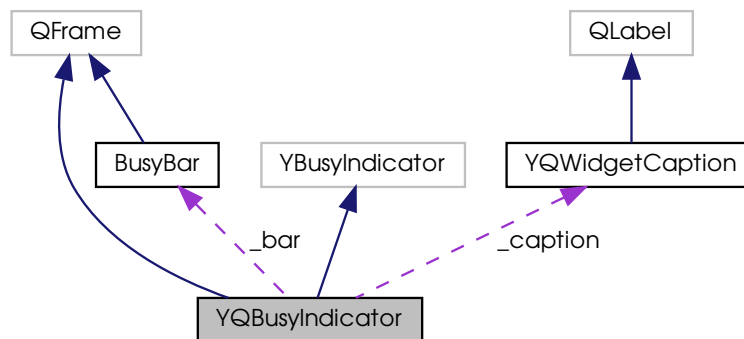 QFrame
QLabel
BusyBar
YBusyIndicator
YQWidgetCaption
_bar
_caption
YQBusyIndicator